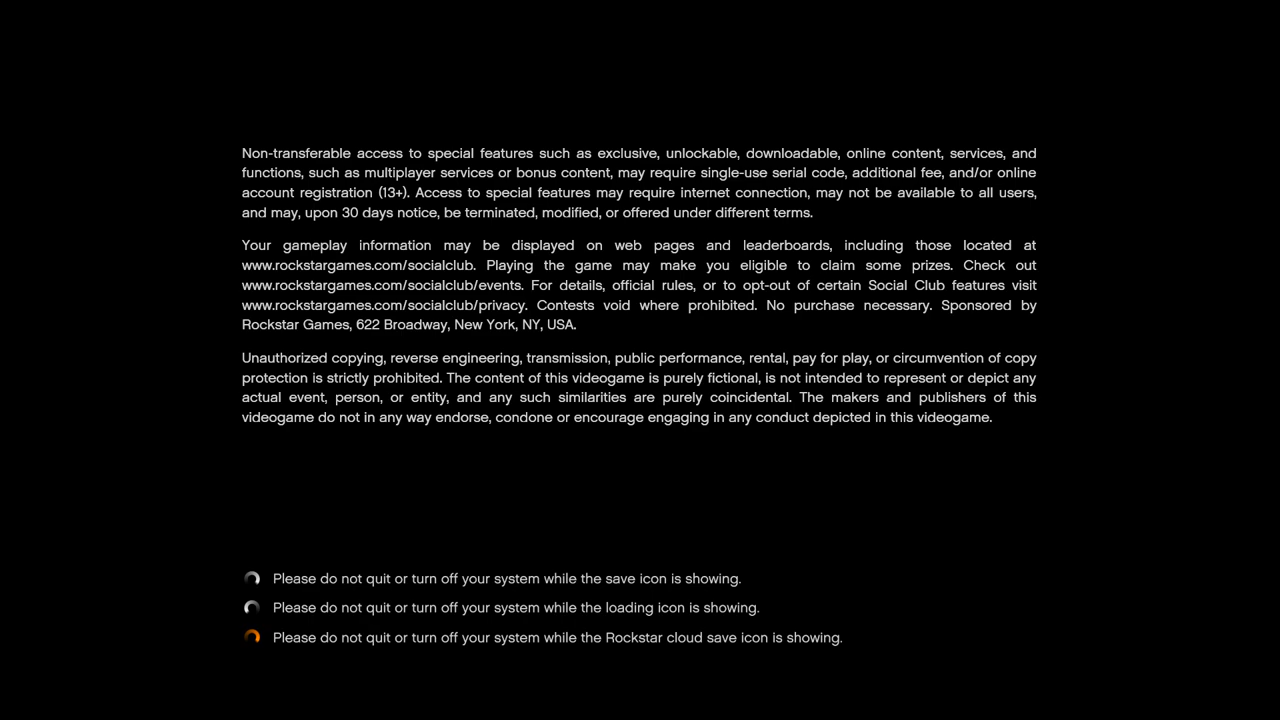 Non-transferable access to special features such as exclusive, unlockable, downloadable, online content, services, and
functions, such as multiplayer services or bonus content, may require single-use serial code, additional fee, and/or online
account registration (13+). Access to special features may require internet connection, may not be available to all users,
and may, upon 30 days notice, be terminated, modified, or offered under different terms.
Your gameplay information may be displayed on web pages and leaderboards, including those located at
www.rockstargames.com/socialclub. Playing the game may make you eligible to claim some prizes. Check out
www.rockstargames.com/socialclub/events. For details, official rules, or to opt-out of certain Social Club features visit
www.rockstargames.com/socialclub/privacy. Contests void where prohibited. No purchase necessary. Sponsored by
Rockstar Games, 622 Broadway, New York, NY, USA.
Unauthorized copying, reverse engineering, transmission, public performance, rental, pay for play, or circumvention of copy
protection is strictly prohibited. The content of this videogame is purely fictional, is not intended to represent or depict any
actual event, person, or entity, and any such similarities are purely coincidental. The makers and publishers of this
videogame do not in any way endorse, condone or encourage engaging in any conduct depicted in this videogame.
Please do not quit or turn off your system while the save icon is showing.
Please do not quit or turn off your system while the loading icon is showing.
Please do not quit or turn off your system while the Rockstar cloud save icon is showing.